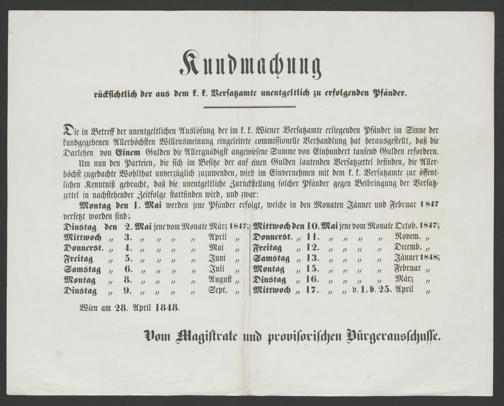 Kundmachung
rücksichtlich der aus dem k. k. Versatzamte unentgeltlich zu erfolgenden Pfänder.
Die in Betreff der unentgeltlichen Auslösung der im k. k. Wiener Versatzamte erliegenden Pfänder im Sinne der
kundgegebenen Allerhöchsten Willensmeinung eingeleitete commissionelle Verhandlung hat herausgestellt, daß die
Darlehen von Einem Gulden die Allergnädigst angewiesene Summe von Einhundert tausend Gulden erfordern.
Um nun den Parteien, die sich im Besitze der auf einen Gulden lautenden Versatzzettel befinden, die Aller-
höchst zugedachte Wohlthat unverzüglich zuzuwenden, wird im Einvernehmen mit dem k. k. Versatzamte zur öffent-
lichen Kenntniß gebracht, daß die unentgeltliche Zurückstellung solcher Pfänder gegen Beibringung der Versatz-
zettel in nachstehender Zeitfolge stattfinden wird, und zwar:
Montag den 1. Mai werden jene Pfänder erfolgt, welche in den Monaten Jänner und Februar 1847
versetzt worden sind;
Dinstag den 2. Mai jene vom Monate März 1847; Mittwoch den 10. Mai jene vom Monate Octob. 1847;
Mittwoch „ 3. „ „ „ „ April „ Donnerst. „ 11. „ „ „ „ Novem. „
Donnerst. „ 4. „ „ „ „ Mai „ Freitag „ 12. „ „ „ „ Decemb. „
Freitag „ 5. „ „ „ „ Juni „ Samstag „ 13. „ „ „ „ Jänner 1848;
Samstag „ 6. „ „ „ „ Juli „ Montag „ 15. „ „ „ „ Februar „
Montag „ 8. „ „ „ „ August „ Dinstag „ 16. „ „ „ „ März „
Dinstag „ 9. „ „ „ „ Sept. „ Mittwoch „ 17. „ „ v. 1. b. 25. April „
Wien am 28. April 1848.
Vom Magistrate und provisorischen Bürgerausschusse.